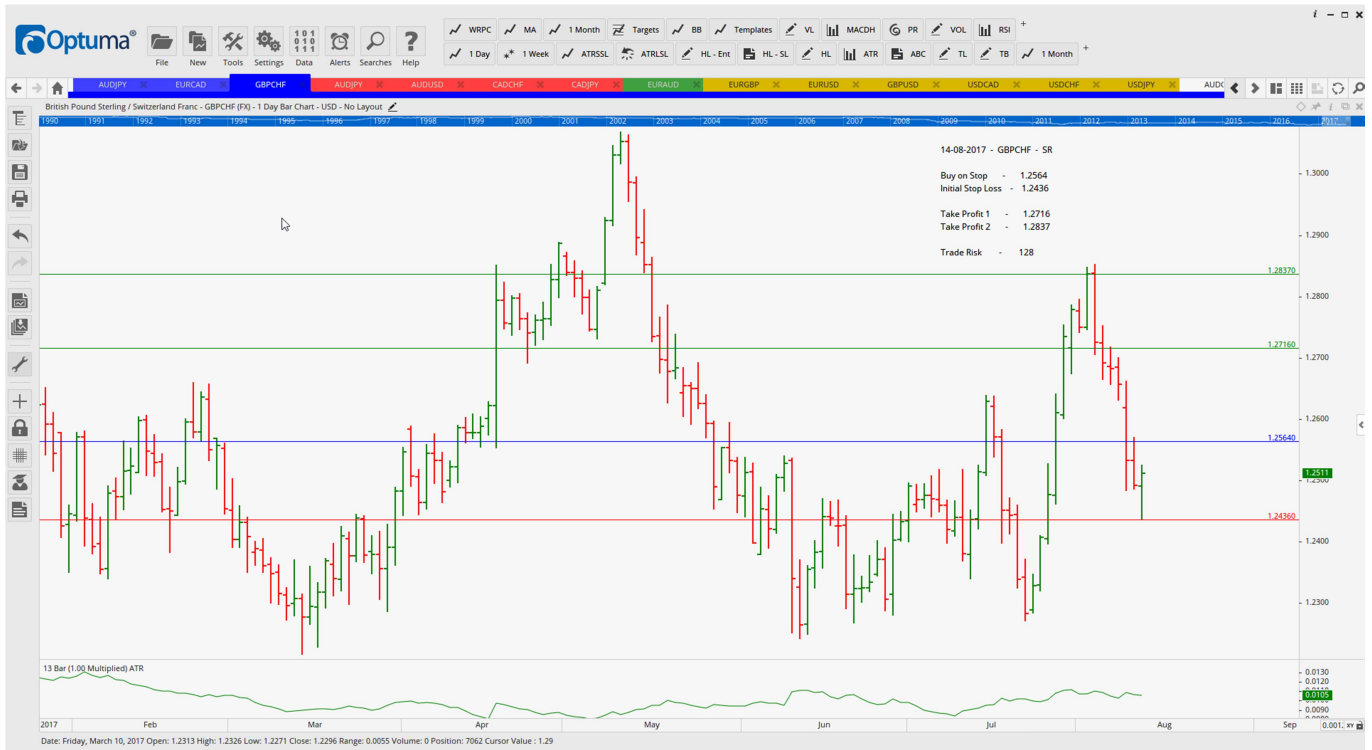 Optuma®
File New Tools Settings Data Alerts Searches Help
WRPC MA 1 Month Targets BB Templates VL MACDH PR VOL RSI +
1 Day 1 Week ATRSSL ATRLSL HL - Ent HL - SL HL ATR ABC TL TB 1 Month +
AUDJPY EURCAD GBPCHF AUDJPY AUDUSD CADCHF CADJPY EURAUD EURGBP EURUSD GBPUSD USDCAD USDCHF USDJPY
British Pound Sterling / Switzerland Franc - GBPCHF (FX) - 1 Day Bar Chart - USD - No Layout
1990 1991 1992 1993 1994 1995 1996 1997 1998 1999 2000 2001 2002 2003 2004 2005 2006 2007 2008 2009 2010 2011 2012 2013 2014 2015 2016 2017
14-08-2017 - GBPCHF - SR
Buy on Stop - 1.2564
Initial Stop Loss - 1.2436
Take Profit 1 - 1.2716
Take Profit 2 - 1.2837
Trade Risk - 128
1.3000
1.2900
1.28370
1.2800
1.27160
1.2700
1.2600
1.25640
1.2511
1.2500
1.24360
1.2400
1.2300
13 Bar (1.00 Multiplied) ATR
0.0130
0.0120
0.0105
0.0090
2017 Feb Mar Apr May Jun Jul Aug Sep 0.001 XY
Date: Friday, March 10, 2017 Open: 1.2313 High: 1.2326 Low: 1.2271 Close: 1.2296 Range: 0.0055 Volume: 0 Position: 7062 Cursor Value : 1.29